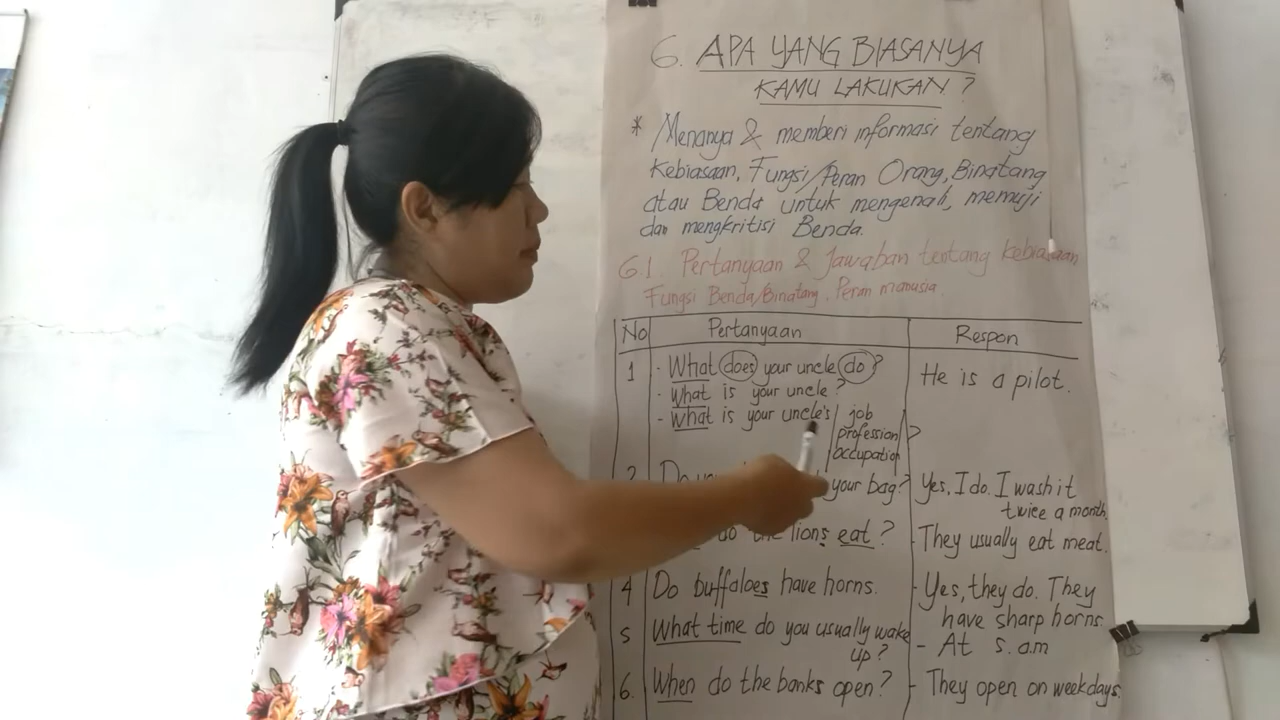 6. APA YANG BIASANYA
KAMU LAKUKAN ?
* Menanya & memberi informasi tentang
Kebiasaan, Fungsi/Peran Orang, Binatang
atau Benda untuk mengenali, memuji
dan mengkritisi Benda.
6.1. Pertanyaan & Jawaban tentang kebiasaan
Fungsi Benda/Binatang, Peran manusia
No Pertanyaan Respon
1 - What does your uncle do ? He is a pilot.
- What is your uncle ?
- What is your uncle's job
profession ?
occupation
2 Do your bag? Yes, I do. I wash it
twice a month.
do the lions eat ? - They usually eat meat.
4 Do buffaloes have horns. - Yes, they do. They
have sharp horns.
5 What time do you usually wake - At 5. a.m
up ?
6. When do the banks open ? - They open on weekdays.